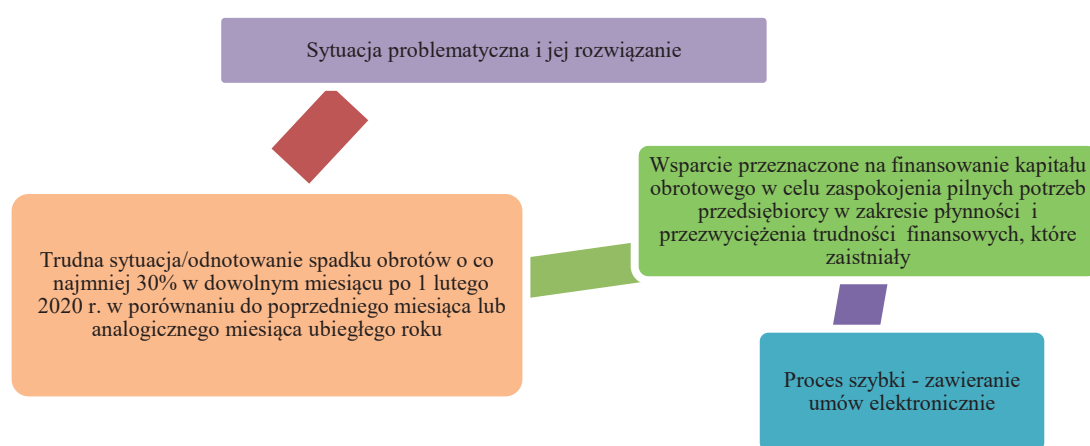 Sytuacja problematyczna i jej rozwiązanie
Trudna sytuacja/odnotowanie spadku obrotów o co
najmniej 30% w dowolnym miesiącu po 1 lutego
2020 r. w porównaniu do poprzedniego miesiąca lub
analogicznego miesiąca ubiegłego roku
Wsparcie przeznaczone na finansowanie kapitału
obrotowego w celu zaspokojenia pilnych potrzeb
przedsiębiorcy w zakresie płynności i
przezwyciężenia trudności finansowych, które
zaistniały
Proces szybki - zawieranie
umów elektronicznie